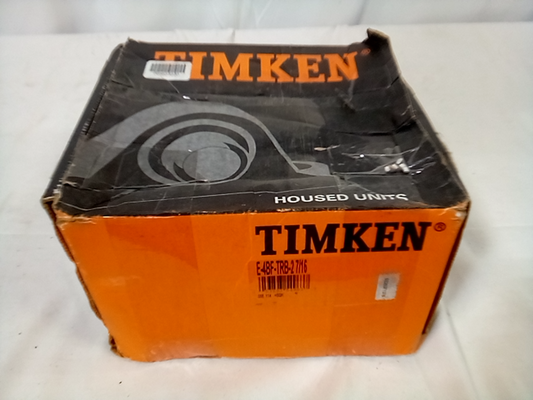 TIMKEN
HOUSED UNITS
TIMKEN®
E-4BF-TRB-2 7/16